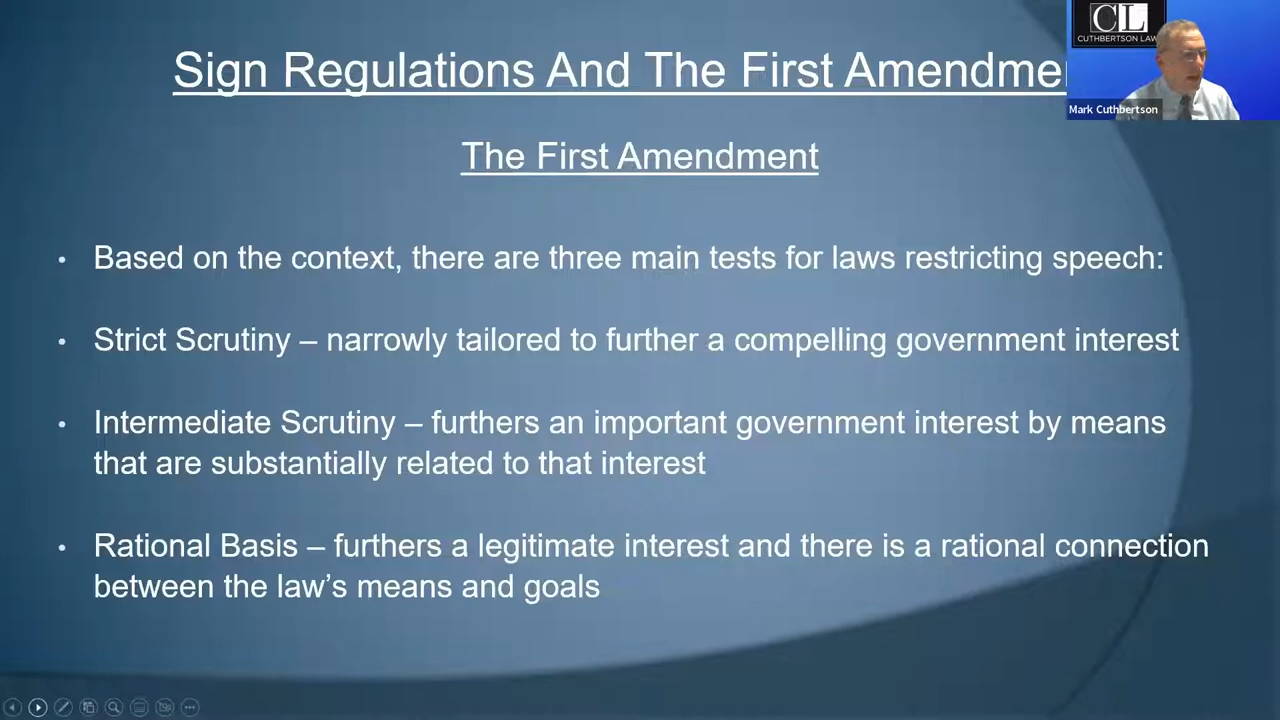 Sign Regulations And The First Amendmen
CL
CUTHBERTSON LAW
Mark Cuthbertson
The First Amendment
• Based on the context, there are three main tests for laws restricting speech:
• Strict Scrutiny – narrowly tailored to further a compelling government interest
• Intermediate Scrutiny – furthers an important government interest by means
that are substantially related to that interest
• Rational Basis – furthers a legitimate interest and there is a rational connection
between the law’s means and goals